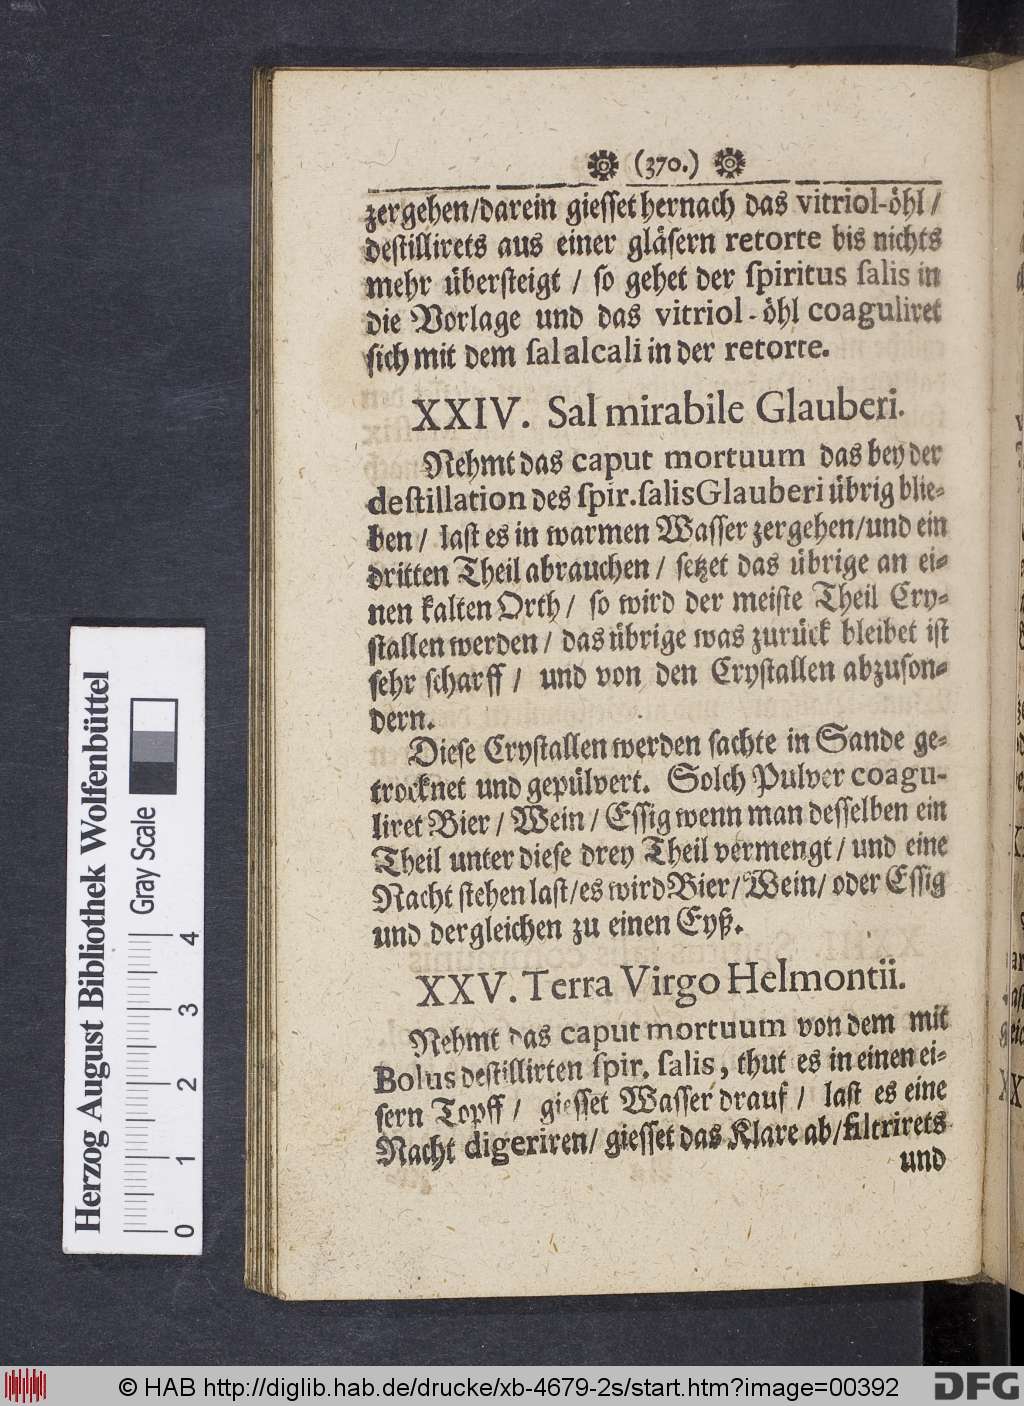 (370.)
zergehen/darein giesset hernach das vitriol-öhl/
destillirets aus einer gläsern retorte bis nichts
mehr übersteigt / so gehet der spiritus salis in
die Vorlage und das vitriol-öhl coaguliret
sich mit dem sal alcali in der retorte.
XXIV. Sal mirabile Glauberi.
Nehmt das caput mortuum das bey der
destillation des spir. salis Glauberi übrig blie-
ben / last es in warmen Wasser zergehen/und ein
dritten Theil abrauchen / setzet das übrige an ei-
nen kalten Orth / so wird der meiste Theil Cry-
stallen werden / das übrige was zurück bleibet ist
sehr scharff / und von den Crystallen abzuson-
dern.
Diese Crystallen werden sachte in Sande ge-
trocknet und gepülvert. Solch Pulver coagu-
liret Bier / Wein / Essig wenn man desselben ein
Theil unter diese drey Theil vermengt / und eine
Nacht stehen last/es wird Bier/Wein/ oder Essig
und dergleichen zu einen Eyß.
XXV. Terra Virgo Helmontii.
Nehmt das caput mortuum von dem mit
Bolus destillirten spir. salis, thut es in einen ei-
sern Topff / giesset Wasser drauf / last es eine
Nacht digeriren/ giesset das Klare ab/filtrirets
und
Herzog August Bibliothek Wolfenbüttel
Gray Scale
0 1 2 3 4
© HAB http://diglib.hab.de/drucke/xb-4679-2s/start.htm?image=00392
DFG